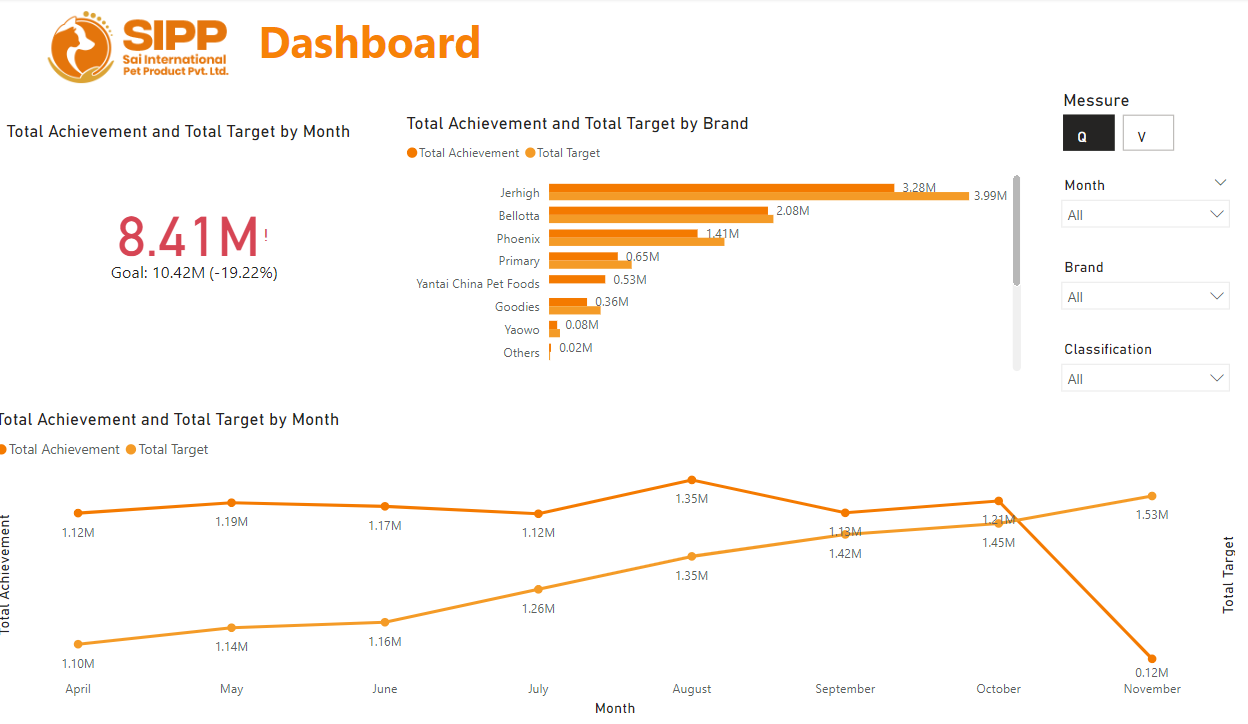 SIPP
Sai International
Pet Product Pvt. Ltd.
Dashboard
Total Achievement and Total Target by Month
8.41M!
Goal: 10.42M (-19.22%)
Total Achievement and Total Target by Brand
Total Achievement Total Target
Jerhigh 3.28M 3.99M
Bellotta 2.08M
Phoenix 1.41M
Primary 0.65M
Yantai China Pet Foods 0.53M
Goodies 0.36M
Yaowo 0.08M
Others 0.02M
Messure
Q V
Month
All
Brand
All
Classification
All
Total Achievement and Total Target by Month
Total Achievement Total Target
Total Achievement
1.12M 1.19M 1.17M 1.12M 1.35M 1.13M 1.21M 0.12M
1.10M 1.14M 1.16M 1.26M 1.35M 1.42M 1.45M 1.53M
Total Target
April May June July August September October November
Month